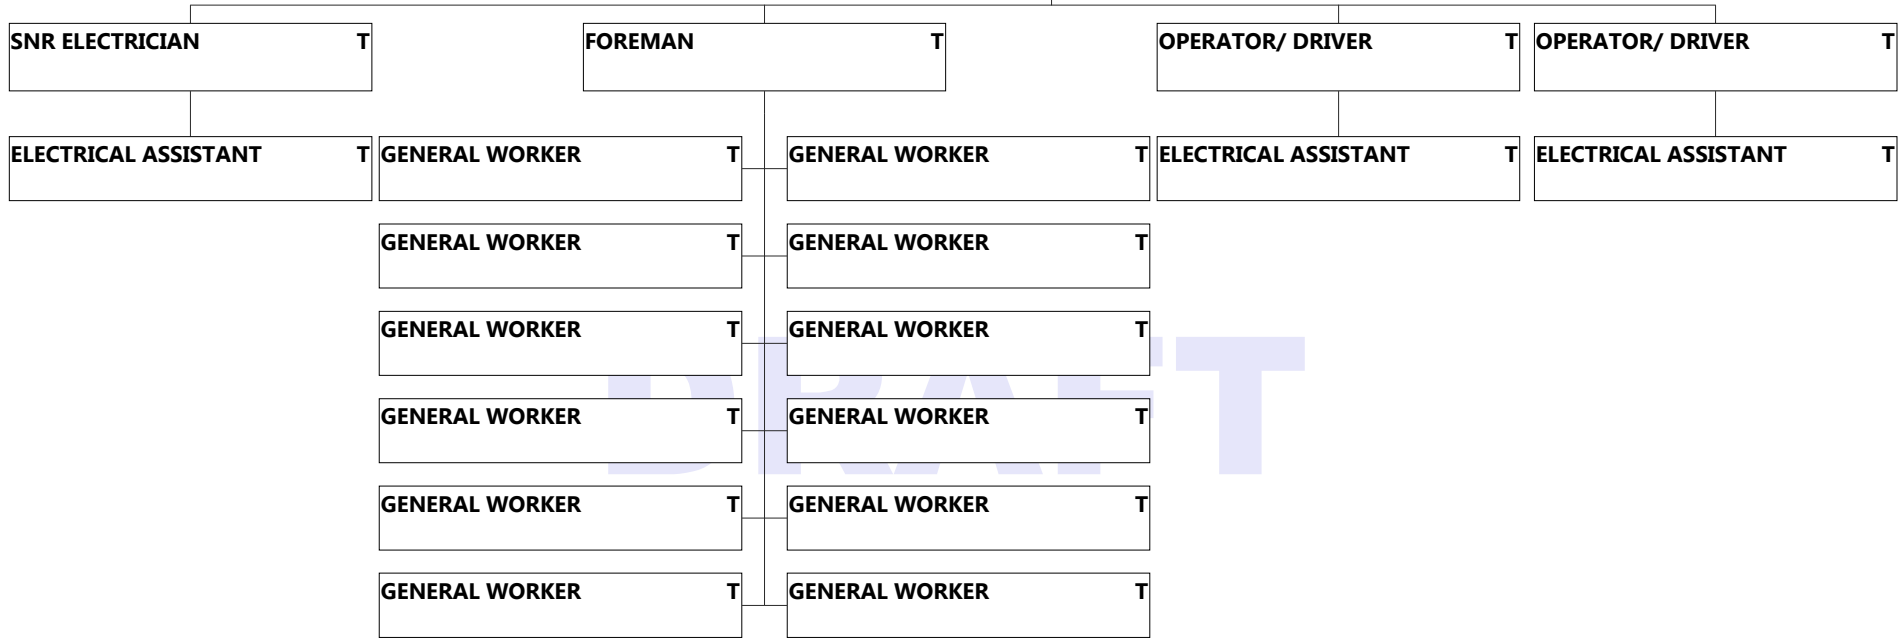 SNR ELECTRICIAN T
FOREMAN T
OPERATOR/ DRIVER T
OPERATOR/ DRIVER T
ELECTRICAL ASSISTANT T
GENERAL WORKER T
GENERAL WORKER T
ELECTRICAL ASSISTANT T
ELECTRICAL ASSISTANT T
GENERAL WORKER T
GENERAL WORKER T
GENERAL WORKER T
GENERAL WORKER T
GENERAL WORKER T
GENERAL WORKER T
GENERAL WORKER T
GENERAL WORKER T
GENERAL WORKER T
GENERAL WORKER T
DRAFT